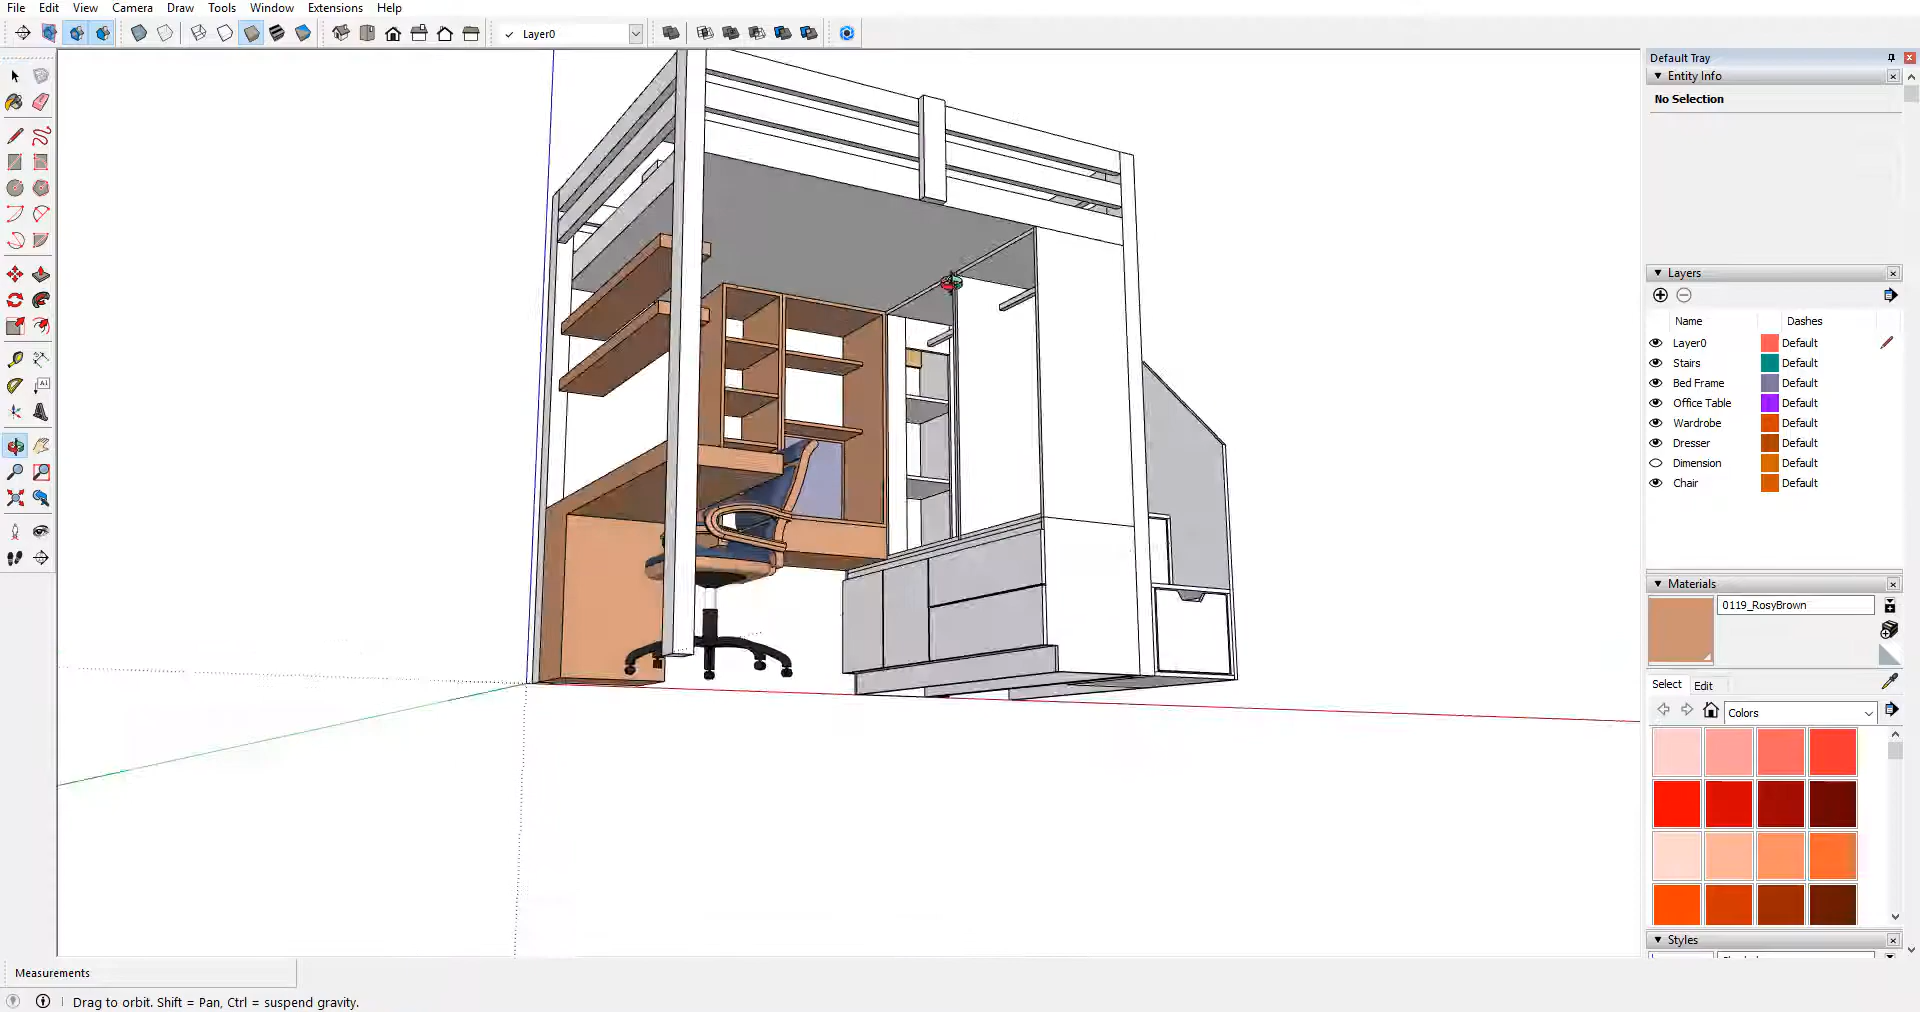 File Edit View Camera Draw Tools Window Extensions Help
✓ Layer0
Default Tray
Entity Info
No Selection
Layers
Name Dashes
Layer0 Default
Stairs Default
Bed Frame Default
Office Table Default
Wardrobe Default
Dresser Default
Dimension Default
Chair Default
Materials
0119_RosyBrown
Select Edit
Colors
Styles
Measurements
Drag to orbit. Shift = Pan, Ctrl = suspend gravity.